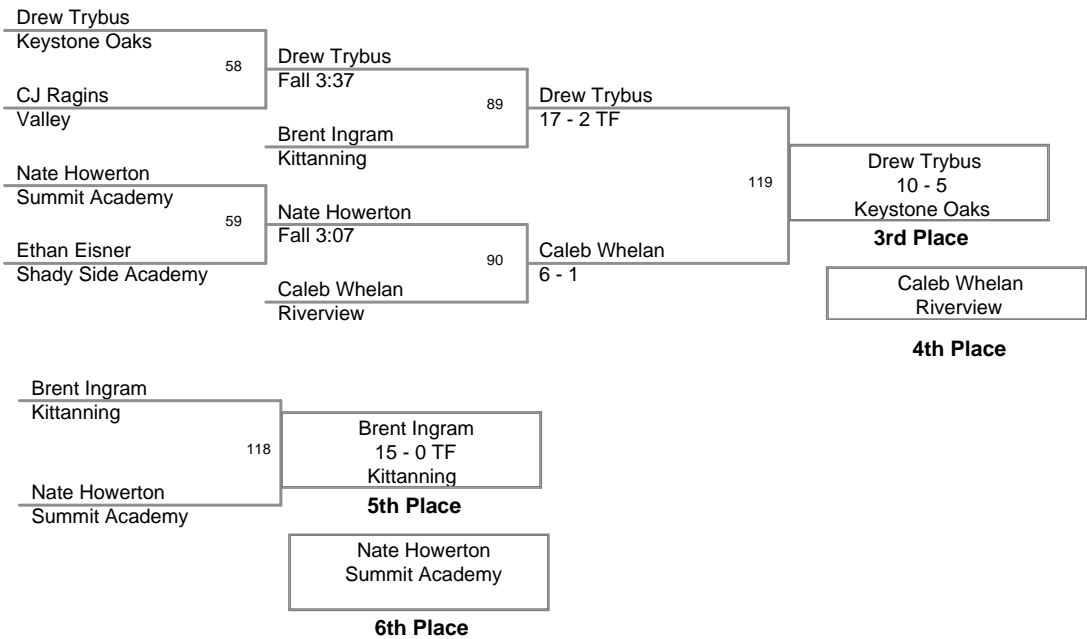 Drew Trybus
Keystone Oaks
58
CJ Ragins
Valley
Drew Trybus
Fall 3:37
89
Brent Ingram
Kittanning
Drew Trybus
17 - 2 TF
Nate Howerton
Summit Academy
59
Ethan Eisner
Shady Side Academy
Nate Howerton
Fall 3:07
90
Caleb Whelan
Riverview
Caleb Whelan
6 - 1
119
Drew Trybus
10 - 5
Keystone Oaks
3rd Place
Caleb Whelan
Riverview
4th Place
Brent Ingram
Kittanning
118
Nate Howerton
Summit Academy
Brent Ingram
15 - 0 TF
Kittanning
5th Place
Nate Howerton
Summit Academy
6th Place